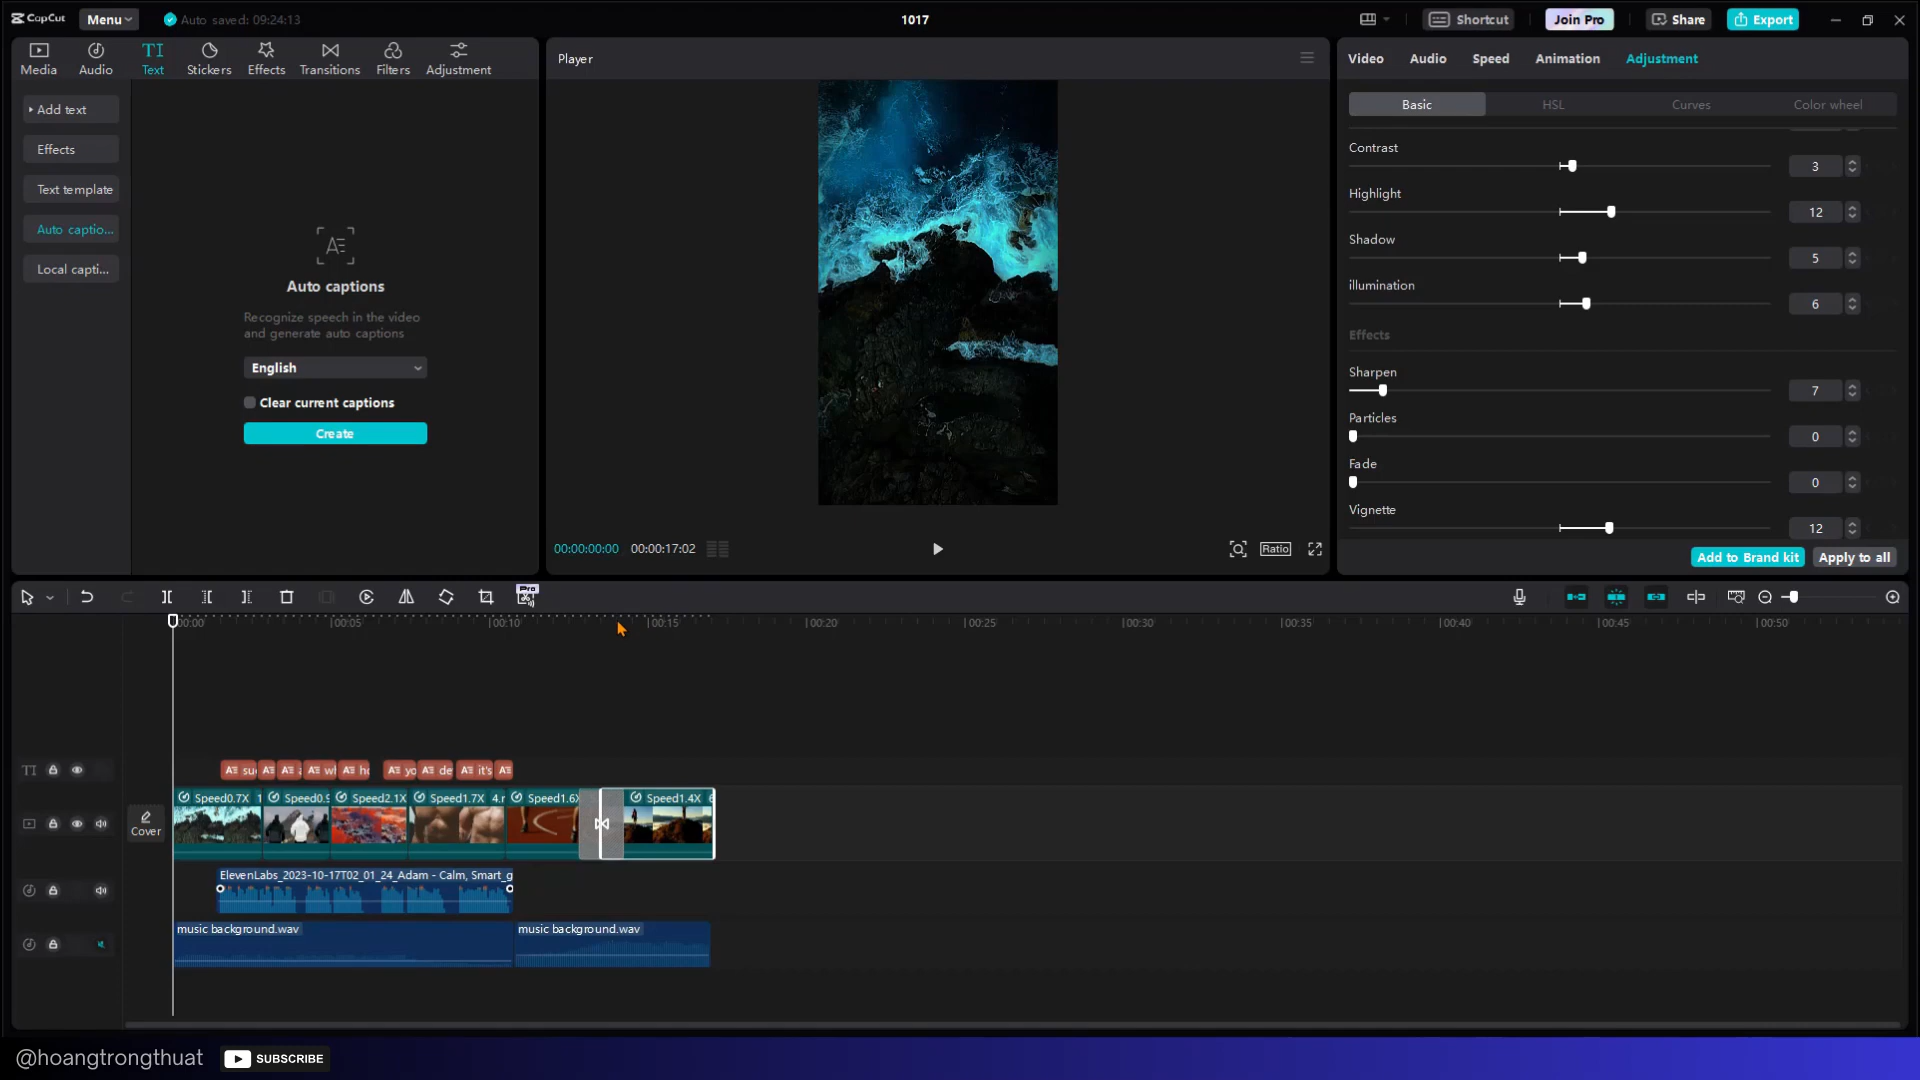 CapCut
Menu
Auto saved: 09:24:13
1017
Shortcut
Join Pro
Share
Export
Media
Audio
TI
Text
Stickers
Effects
Transitions
Filters
Adjustment
Add text
Effects
Text template
Auto captio...
Local capti...
Auto captions
Recognize speech in the video
and generate auto captions
English
Clear current captions
Create
Player
00:00:00:00
00:00:17:02
Ratio
Video
Audio
Speed
Animation
Adjustment
Basic
HSL
Curves
Color wheel
Contrast
3
Highlight
12
Shadow
5
illumination
6
Effects
Sharpen
7
Particles
0
Fade
0
Vignette
12
Add to Brand kit
Apply to all
Pro
00:00
00:05
00:10
00:15
00:20
00:25
00:30
00:35
00:40
00:45
00:50
su
wl
yo
de
it's
Cover
Speed0.7X
Speed0.9
Speed2.1X
Speed1.7X
Speed1.6X
Speed1.4X
ElevenLabs_2023-10-17T02_01_24_Adam - Calm, Smart_g
music background.wav
music background.wav
@hoangtrongthuat
SUBSCRIBE